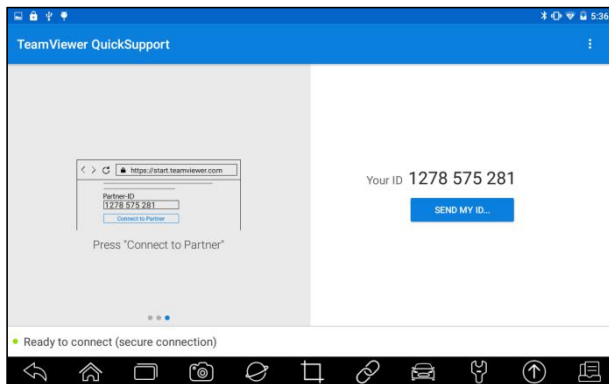 5:36
TeamViewer QuickSupport
https://start.teamviewer.com
Partner-ID
1278 575 281
Connect to Partner
Press "Connect to Partner"
Your ID 1278 575 281
SEND MY ID...
Ready to connect (secure connection)